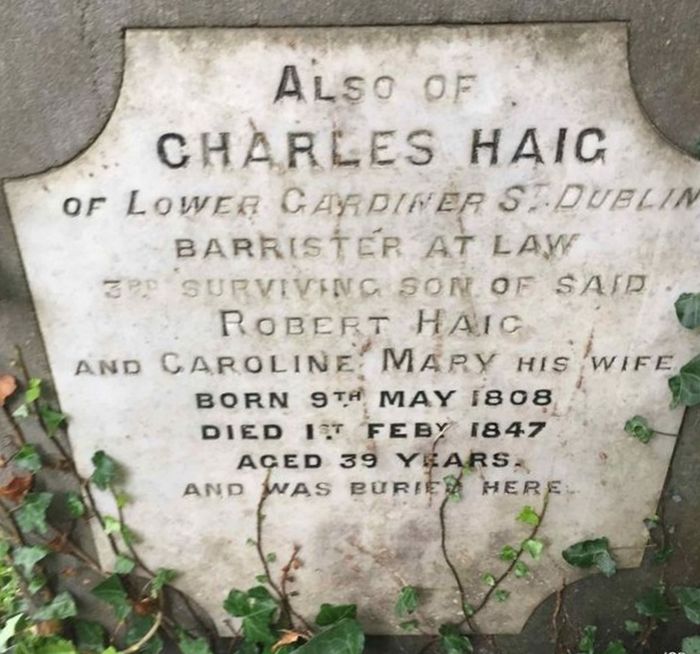 ALSO OF
CHARLES HAIG
OF LOWER GARDINER ST. DUBLIN
BARRISTER AT LAW
3RD SURVIVING SON OF SAID
ROBERT HAIG
AND CAROLINE MARY HIS WIFE
BORN 9TH MAY 1808
DIED 1ST FEBY 1847
AGED 39 YEARS.
AND WAS BURIED HERE.